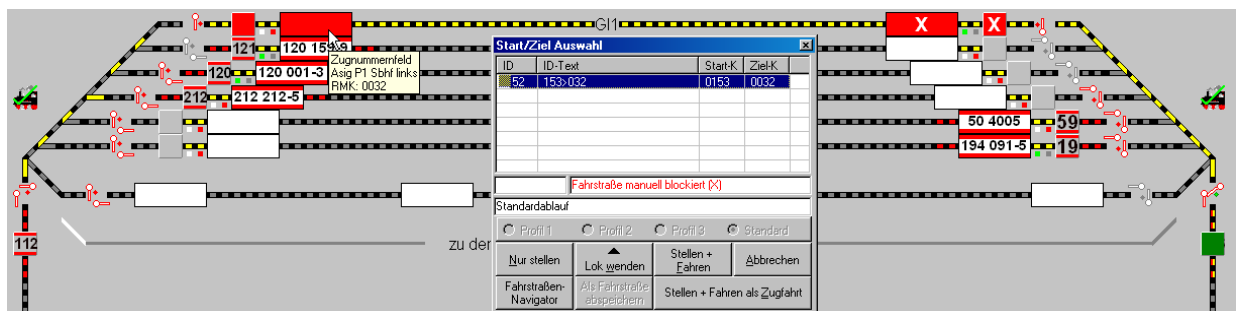 Gl1
X
X
121
120 159-9
Zugnummernfeld
Asig P1 Sbhf links
RMK: 0032
120
120 001-3
212
212 212-5
50 4005
59
194 091-5
19
112
zu der
Start/Ziel Auswahl
ID
ID-Text
Start-K
Ziel-K
52
153>032
0153
0032
Fahrstraße manuell blockiert (X)
Standardablauf
Profil 1
Profil 2
Profil 3
Standard
Nur stellen
Lok wenden
Stellen +
Fahren
Abbrechen
Fahrstraßen-
Navigator
Als Fahrstraße
abspeichern
Stellen + Fahren als Zugfahrt